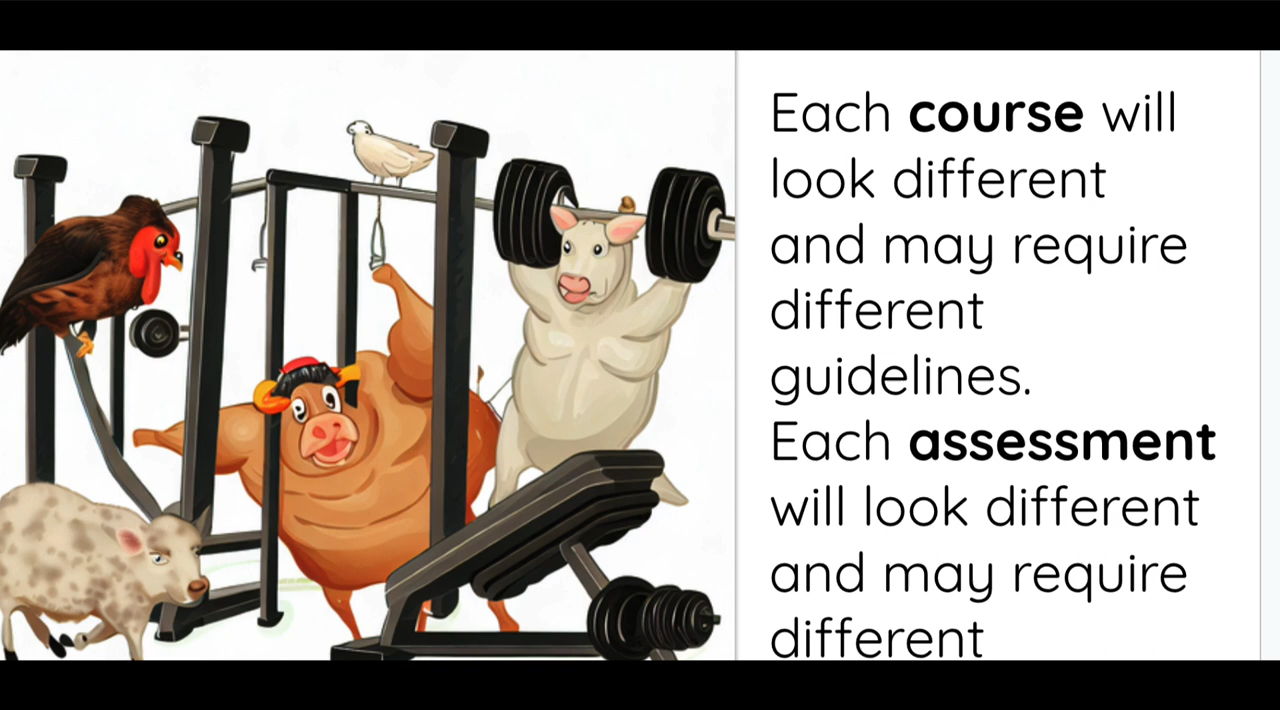 Each course will
look different
and may require
different
guidelines.
Each assessment
will look different
and may require
different